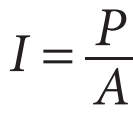 I = P/A